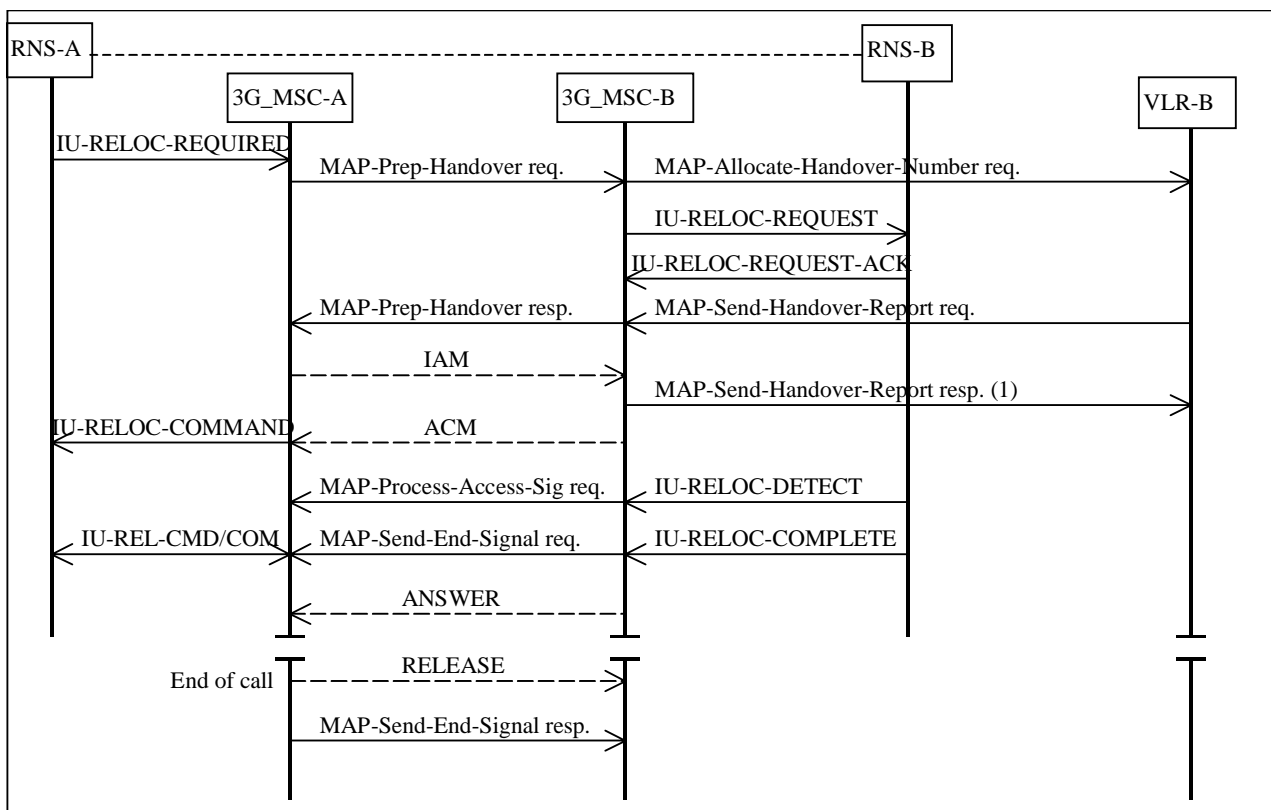 RNS-A
RNS-B
3G_MSC-A
3G_MSC-B
VLR-B
IU-RELOC-REQUIRED
MAP-Prep-Handover req.
MAP-Allocate-Handover-Number req.
IU-RELOC-REQUEST
IU-RELOC-REQUEST-ACK
MAP-Prep-Handover resp.
MAP-Send-Handover-Report req.
IAM
MAP-Send-Handover-Report resp. (1)
IU-RELOC-COMMAND
ACM
MAP-Process-Access-Sig req.
IU-RELOC-DETECT
IU-REL-CMD/COM
MAP-Send-End-Signal req.
IU-RELOC-COMPLETE
ANSWER
RELEASE
End of call
MAP-Send-End-Signal resp.